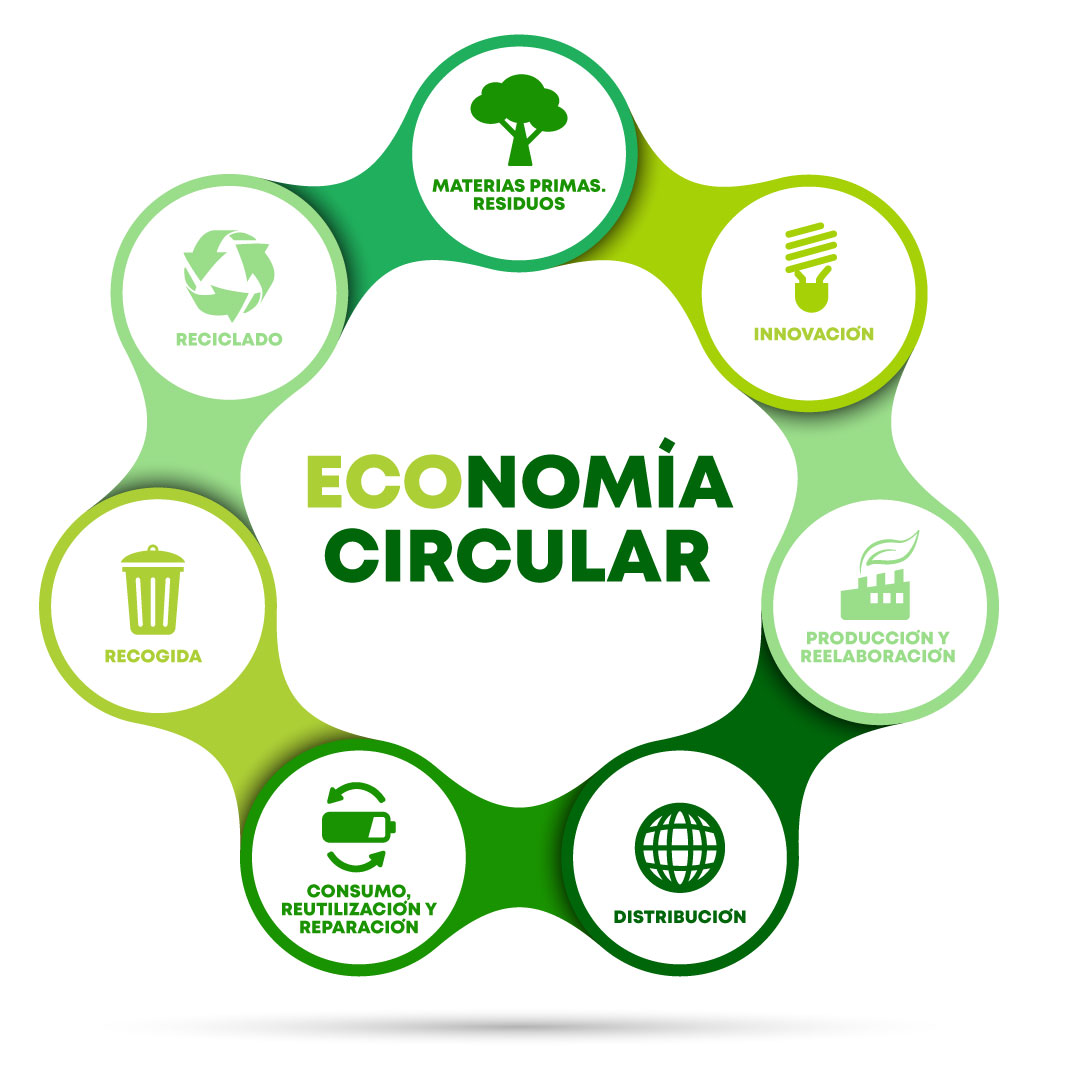 MATERIAS PRIMAS.
RESIDUOS
INNOVACIÓN
PRODUCCIÓN Y
REELABORACIÓN
DISTRIBUCIÓN
CONSUMO,
REUTILIZACIÓN Y
REPARACIÓN
RECOGIDA
RECICLADO
ECONOMÍA
CIRCULAR